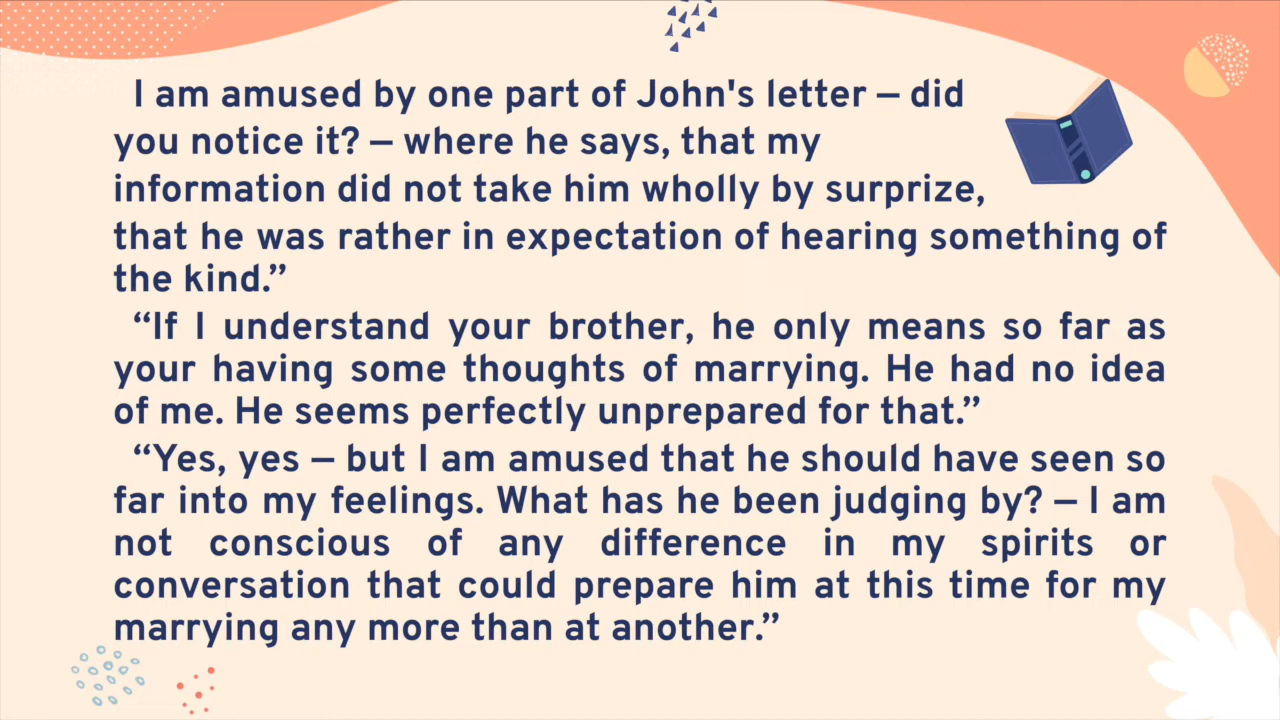 I am amused by one part of John's letter — did
you notice it? — where he says, that my
information did not take him wholly by surprize,
that he was rather in expectation of hearing something of
the kind.”
“If I understand your brother, he only means so far as
your having some thoughts of marrying. He had no idea
of me. He seems perfectly unprepared for that.”
“Yes, yes — but I am amused that he should have seen so
far into my feelings. What has he been judging by? — I am
not conscious of any difference in my spirits or
conversation that could prepare him at this time for my
marrying any more than at another.”